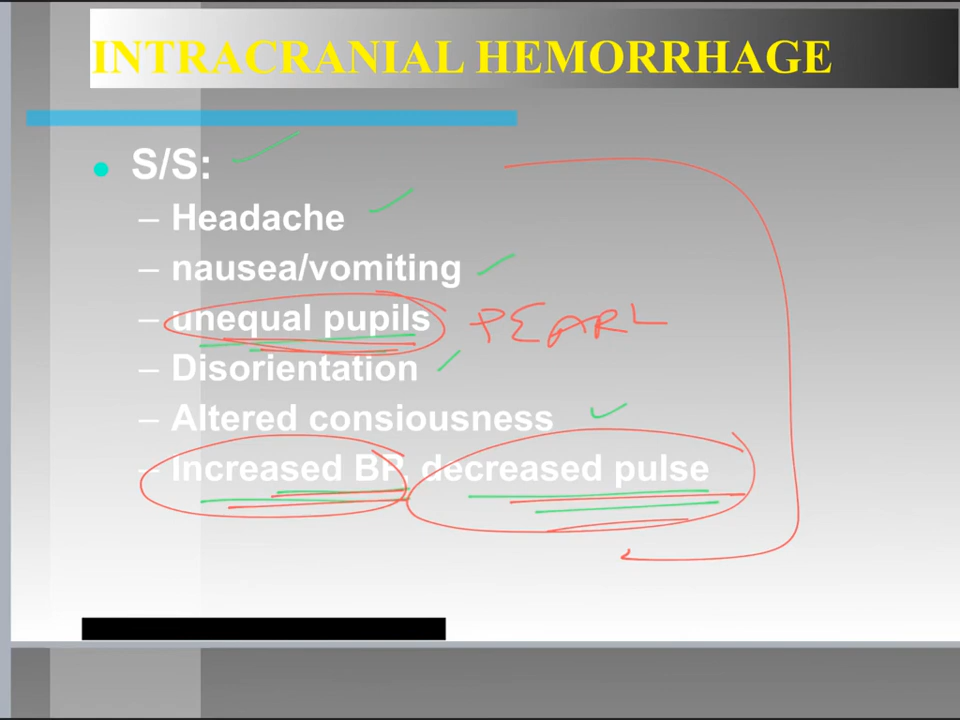 INTRACRANIAL HEMORRHAGE
• S/S:
– Headache
– nausea/vomiting
– unequal pupils PEARL
– Disorientation
– Altered consiousness
– Increased BP, decreased pulse